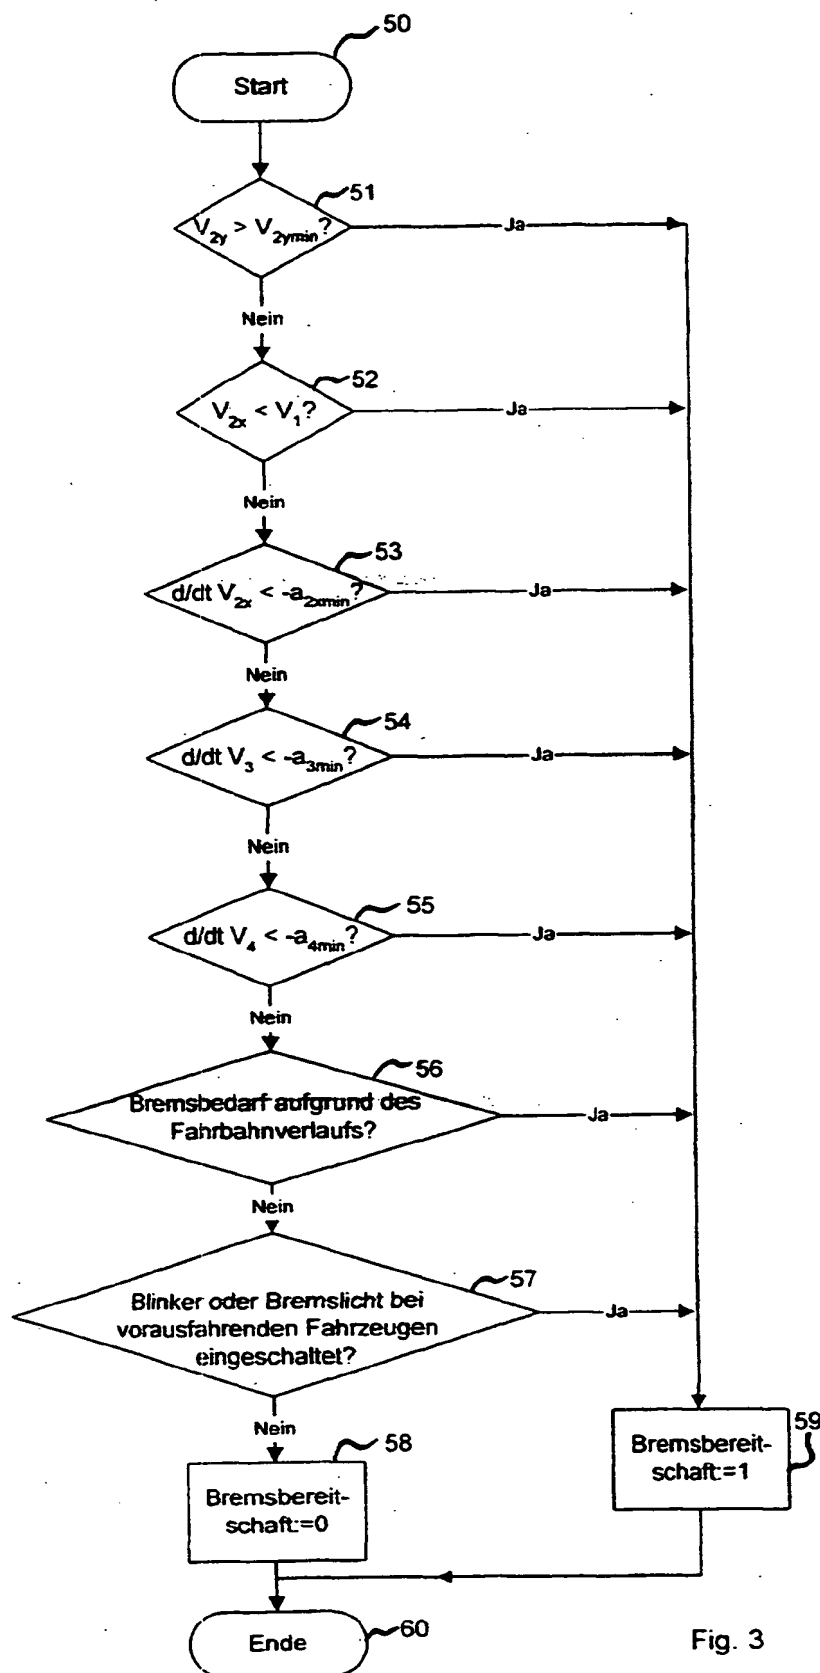 50
Start
51
V2y > V2ymin?
Ja
Nein
52
V2x < V1?
Ja
Nein
53
d/dt V2x < -a2xmin?
Ja
Nein
54
d/dt V3 < -a3min?
Ja
Nein
55
d/dt V4 < -a4min?
Ja
Nein
56
Bremsbedarf aufgrund des
Fahrbahnverlaufs?
Ja
Nein
57
Blinker oder Bremslicht bei
vorausfahrenden Fahrzeugen
eingeschaltet?
Ja
Nein
58
Bremsbereit-
schaft:=0
59
Bremsbereit-
schaft:=1
60
Ende
Fig. 3